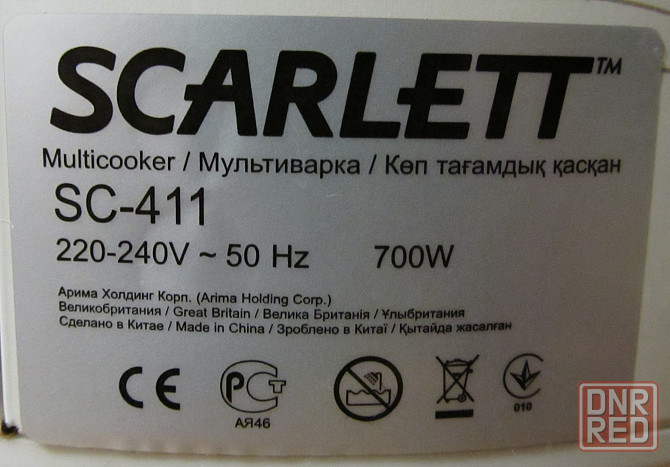 SCARLETT™
Multicooker / Мультиварка / Көп тағамдық қасқан
SC-411
220-240V ~ 50 Hz 700W
Арима Холдинг Корп. (Arima Holding Corp.)
Великобритания / Great Britain / Велика Британія / Ұлыбритания
Сделано в Китае / Made in China / Зроблено в Китаї / Қытайда жасалған
CE PCT
АЯ46 010
DNR
RED